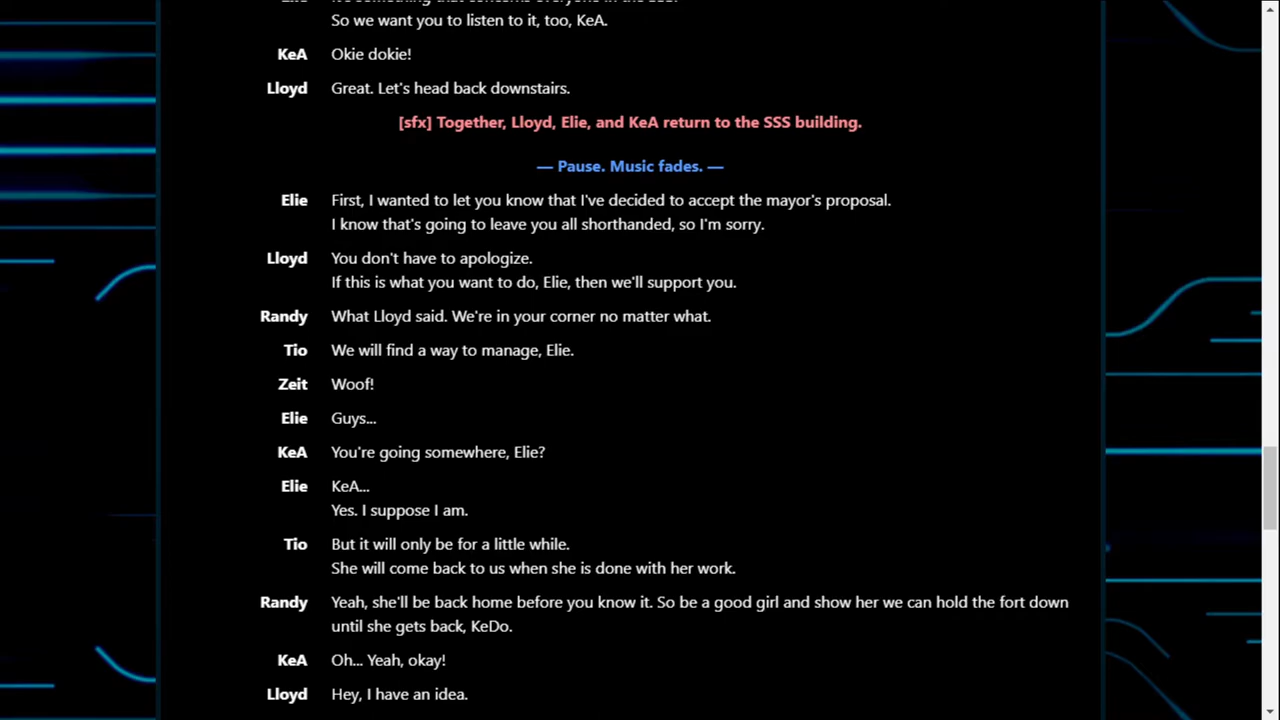 So we want you to listen to it, too, KeA.
KeA Okie dokie!
Lloyd Great. Let's head back downstairs.
[sfx] Together, Lloyd, Elie, and KeA return to the SSS building.
— Pause. Music fades. —
Elie First, I wanted to let you know that I've decided to accept the mayor's proposal.
I know that's going to leave you all shorthanded, so I'm sorry.
Lloyd You don't have to apologize.
If this is what you want to do, Elie, then we'll support you.
Randy What Lloyd said. We're in your corner no matter what.
Tio We will find a way to manage, Elie.
Zeit Woof!
Elie Guys...
KeA You're going somewhere, Elie?
Elie KeA...
Yes. I suppose I am.
Tio But it will only be for a little while.
She will come back to us when she is done with her work.
Randy Yeah, she'll be back home before you know it. So be a good girl and show her we can hold the fort down
until she gets back, KeDo.
KeA Oh... Yeah, okay!
Lloyd Hey, I have an idea.